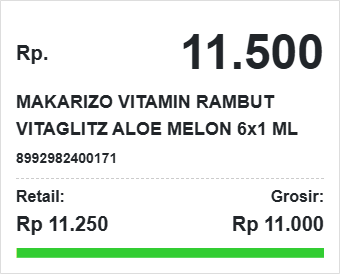 Rp. 11.500
MAKARIZO VITAMIN RAMBUT
VITAGLITZ ALOE MELON 6x1 ML
8992982400171
Retail: Grosir:
Rp 11.250 Rp 11.000